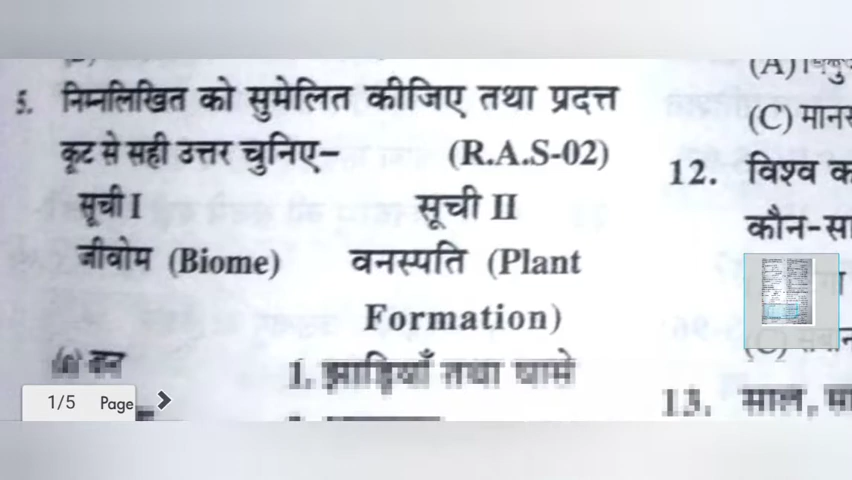 5. निम्नलिखित को सुमेलित कीजिए तथा प्रदत्त
कूट से सही उत्तर चुनिए– (R.A.S-02)
सूची I सूची II
जीवोम (Biome) वनस्पति (Plant
Formation)
(a) वन 1. झाड़ियाँ तथा घासे
(C)
12. विश्व
कौन-सा
13. साल,
1/5 Page